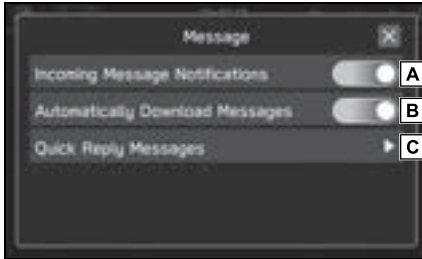 Message
Incoming Message Notifications A
Automatically Download Messages B
Quick Reply Messages C